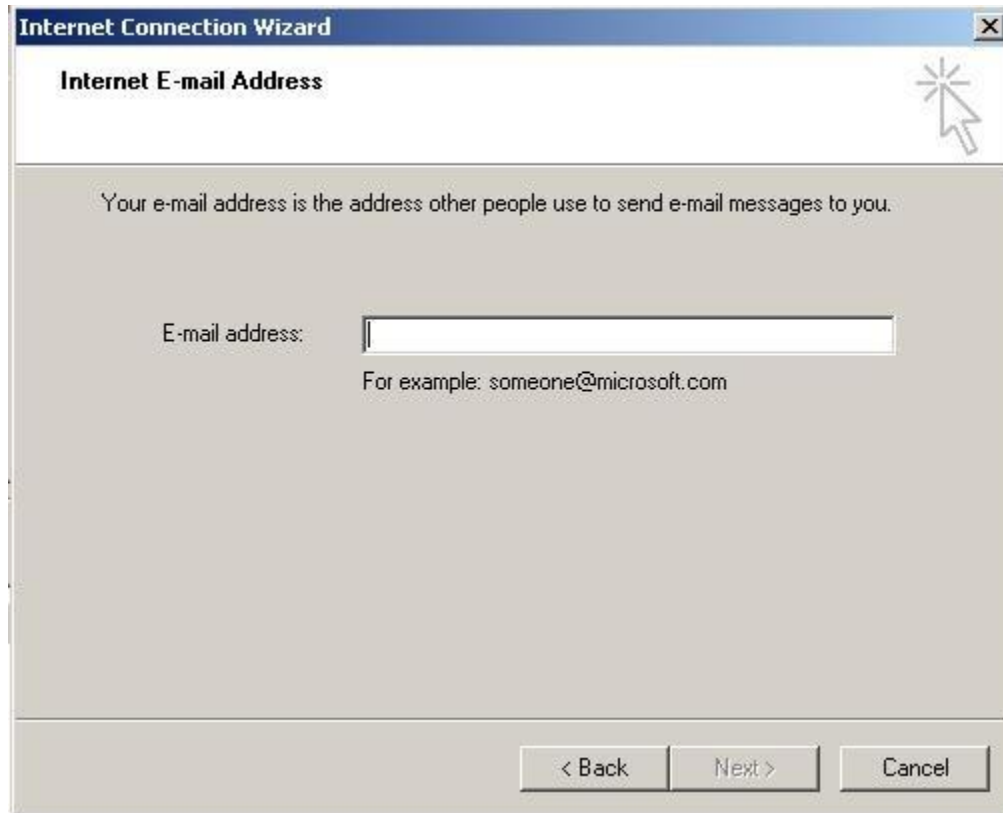 Internet Connection Wizard
Internet E-mail Address
Your e-mail address is the address other people use to send e-mail messages to you.
E-mail address:
For example: someone@microsoft.com
< Back Next > Cancel